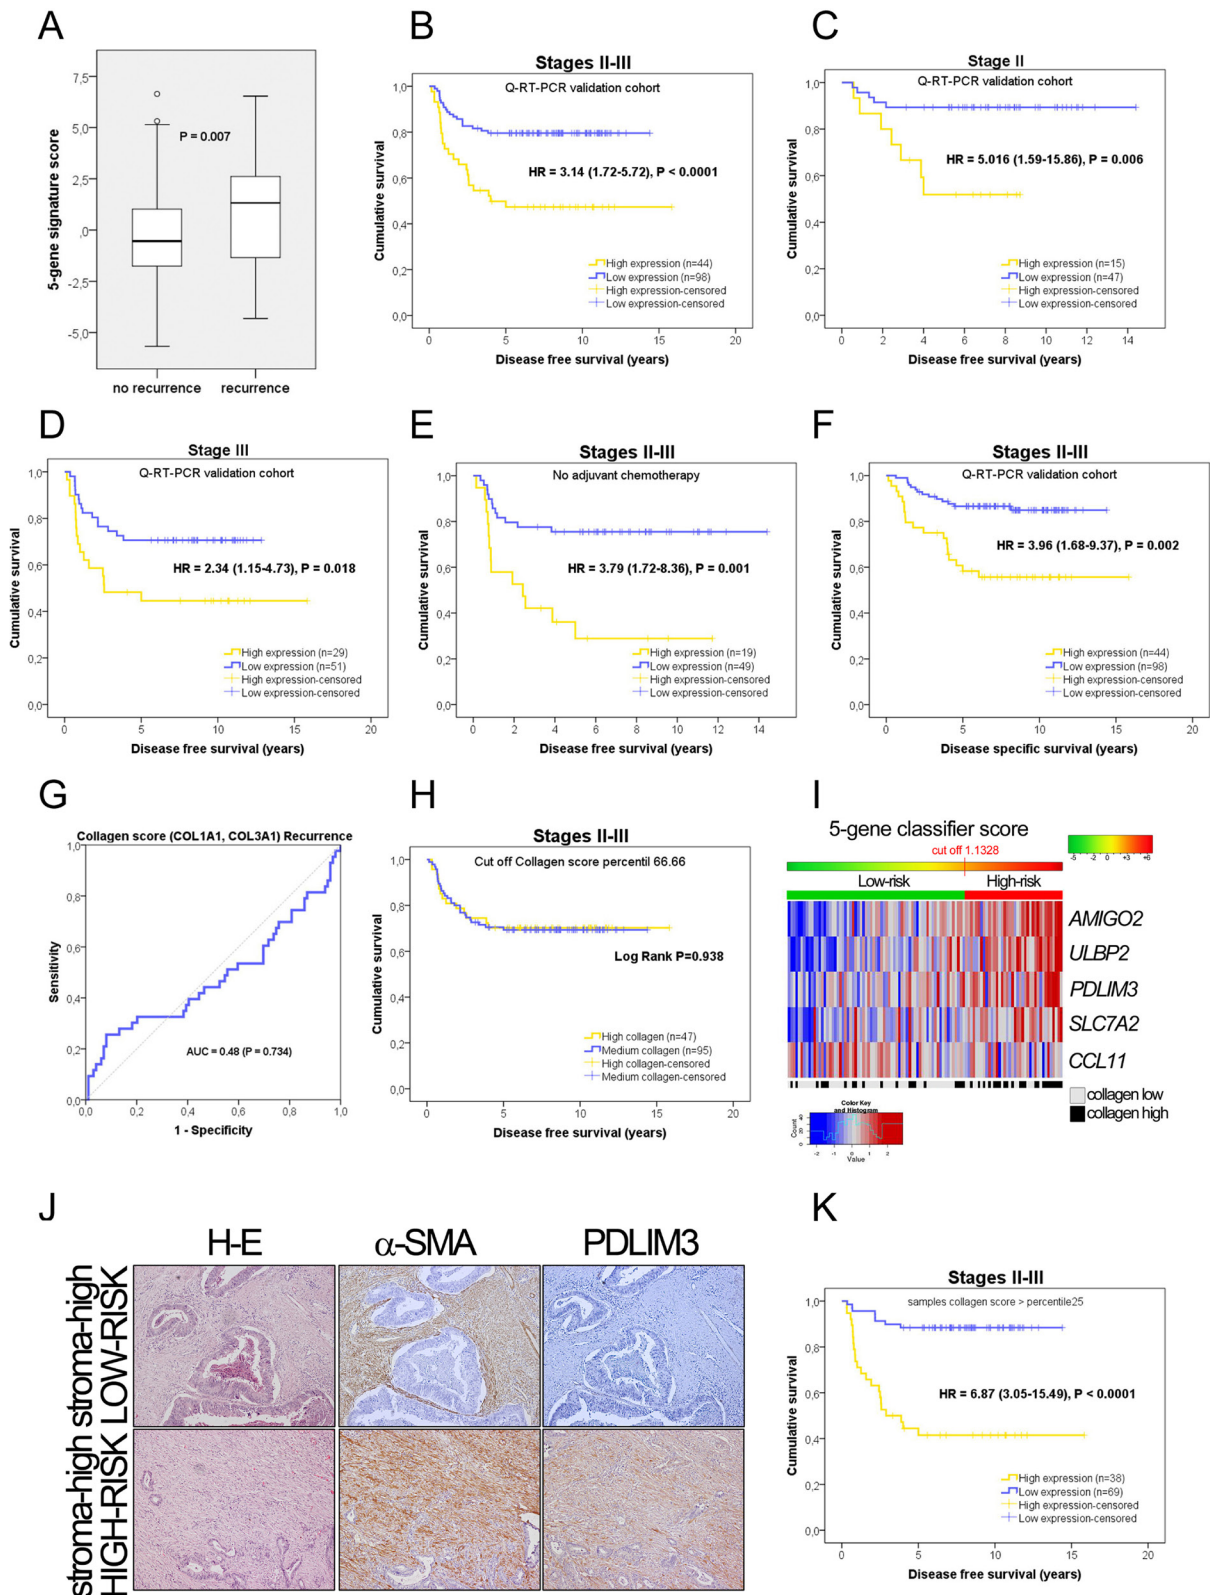 A
7,5
5,0
2,5
,0
-2,5
-5,0
P = 0.007
5-gene signature score
no recurrence
recurrence
B
Stages II-III
Q-RT-PCR validation cohort
1,0
0,8
0,6
0,4
0,2
0,0
HR = 3.14 (1.72-5.72), P < 0.0001
High expression (n=44)
Low expression (n=98)
High expression-censored
Low expression-censored
Cumulative survival
0 5 10 15 20
Disease free survival (years)
C
Stage II
Q-RT-PCR validation cohort
1,0
0,8
0,6
0,4
0,2
0,0
HR = 5.016 (1.59-15.86), P = 0.006
High expression (n=15)
Low expression (n=47)
High expression-censored
Low expression-censored
Cumulative survival
0 2 4 6 8 10 12 14
Disease free survival (years)
D
Stage III
Q-RT-PCR validation cohort
1,0
0,8
0,6
0,4
0,2
0,0
HR = 2.34 (1.15-4.73), P = 0.018
High expression (n=29)
Low expression (n=51)
High expression-censored
Low expression-censored
Cumulative survival
0 5 10 15 20
Disease free survival (years)
E
Stages II-III
No adjuvant chemotherapy
1,0
0,8
0,6
0,4
0,2
0,0
HR = 3.79 (1.72-8.36), P = 0.001
High expression (n=19)
Low expression (n=49)
High expression-censored
Low expression-censored
Cumulative survival
0 2 4 6 8 10 12 14
Disease free survival (years)
F
Stages II-III
Q-RT-PCR validation cohort
1,0
0,8
0,6
0,4
0,2
0,0
HR = 3.96 (1.68-9.37), P = 0.002
High expression (n=44)
Low expression (n=98)
High expression-censored
Low expression-censored
Cumulative survival
0 5 10 15 20
Disease specific survival (years)
G
Collagen score (COL1A1, COL3A1) Recurrence
1,0
0,8
0,6
0,4
0,2
0,0
AUC = 0.48 (P = 0.734)
Sensitivity
0,0 0,2 0,4 0,6 0,8 1,0
1 - Specificity
H
Stages II-III
Cut off Collagen score percentil 66.66
1,0
0,8
0,6
0,4
0,2
0,0
Log Rank P=0.938
High collagen (n=47)
Medium collagen (n=95)
High collagen-censored
Medium collagen-censored
Cumulative survival
0 5 10 15 20
Disease free survival (years)
I
5-gene classifier score
cut off 1.1328
-5 -2 0 +3 +6
Low-risk
High-risk
AMIGO2
ULBP2
PDLIM3
SLC7A2
CCL11
collagen low
collagen high
Color Key
and Histogram
Count
0 20 40
-2 -1 0 1 2
Value
J
H-E
α-SMA
PDLIM3
stroma-high
LOW-RISK
stroma-high
HIGH-RISK
K
Stages II-III
samples collagen score > percentile25
1,0
0,8
0,6
0,4
0,2
0,0
HR = 6.87 (3.05-15.49), P < 0.0001
High expression (n=38)
Low expression (n=69)
High expression-censored
Low expression-censored
Cumulative survival
0 5 10 15 20
Disease free survival (years)